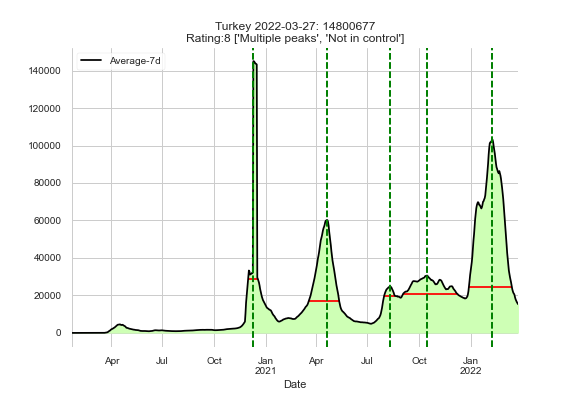 Turkey 2022-03-27: 14800677
Rating:8 ['Multiple peaks', 'Not in control']
Average-7d
140000
120000
100000
80000
60000
40000
20000
0
Apr Jul Oct Jan Apr Jul Oct Jan
2021 2022
Date